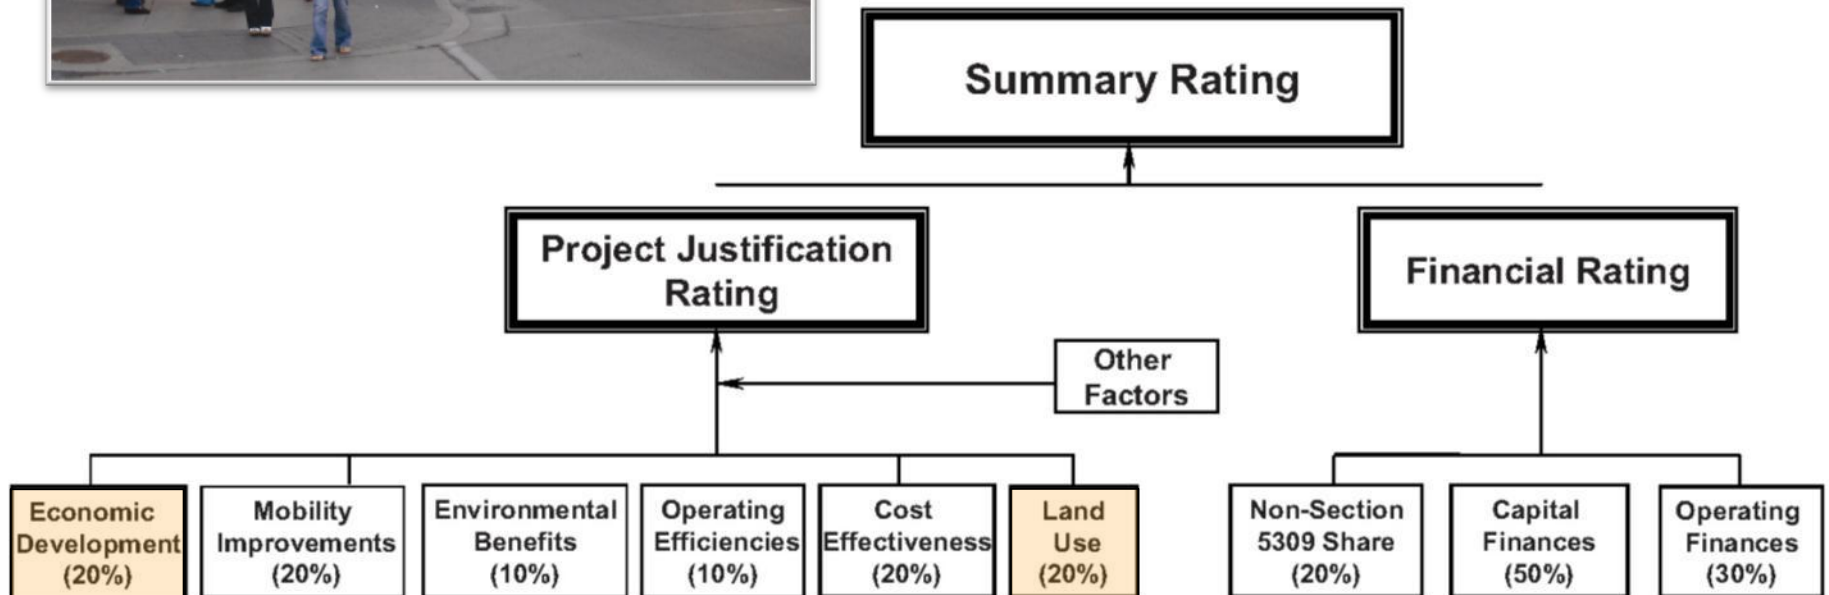 Summary Rating
Project Justification
Rating
Financial Rating
Other
Factors
Economic
Development
(20%)
Mobility
Improvements
(20%)
Environmental
Benefits
(10%)
Operating
Efficiencies
(10%)
Cost
Effectiveness
(20%)
Land
Use
(20%)
Non-Section
5309 Share
(20%)
Capital
Finances
(50%)
Operating
Finances
(30%)